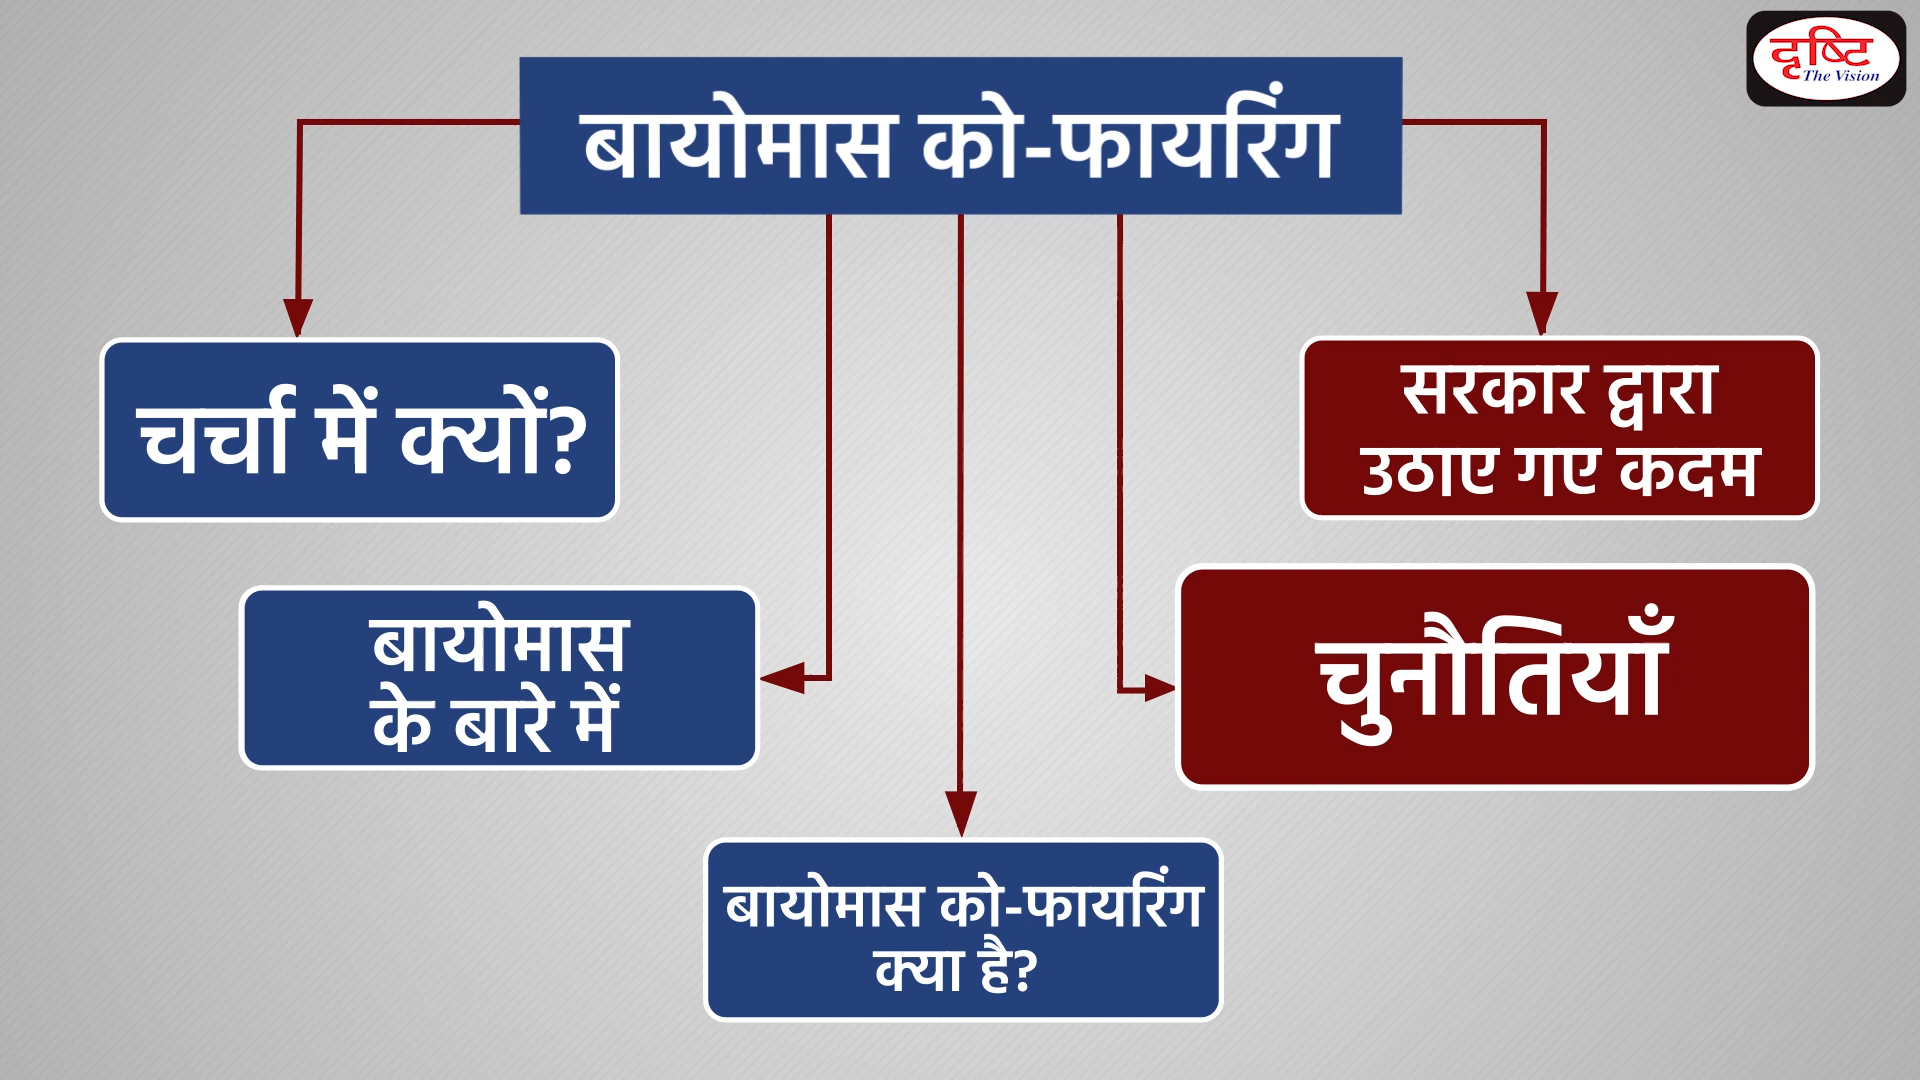 दृष्टि
The Vision
बायोमास को-फायरिंग
चर्चा में क्यों?
सरकार द्वारा
उठाए गए कदम
बायोमास
के बारे में
चुनौतियाँ
बायोमास को-फायरिंग
क्या है?